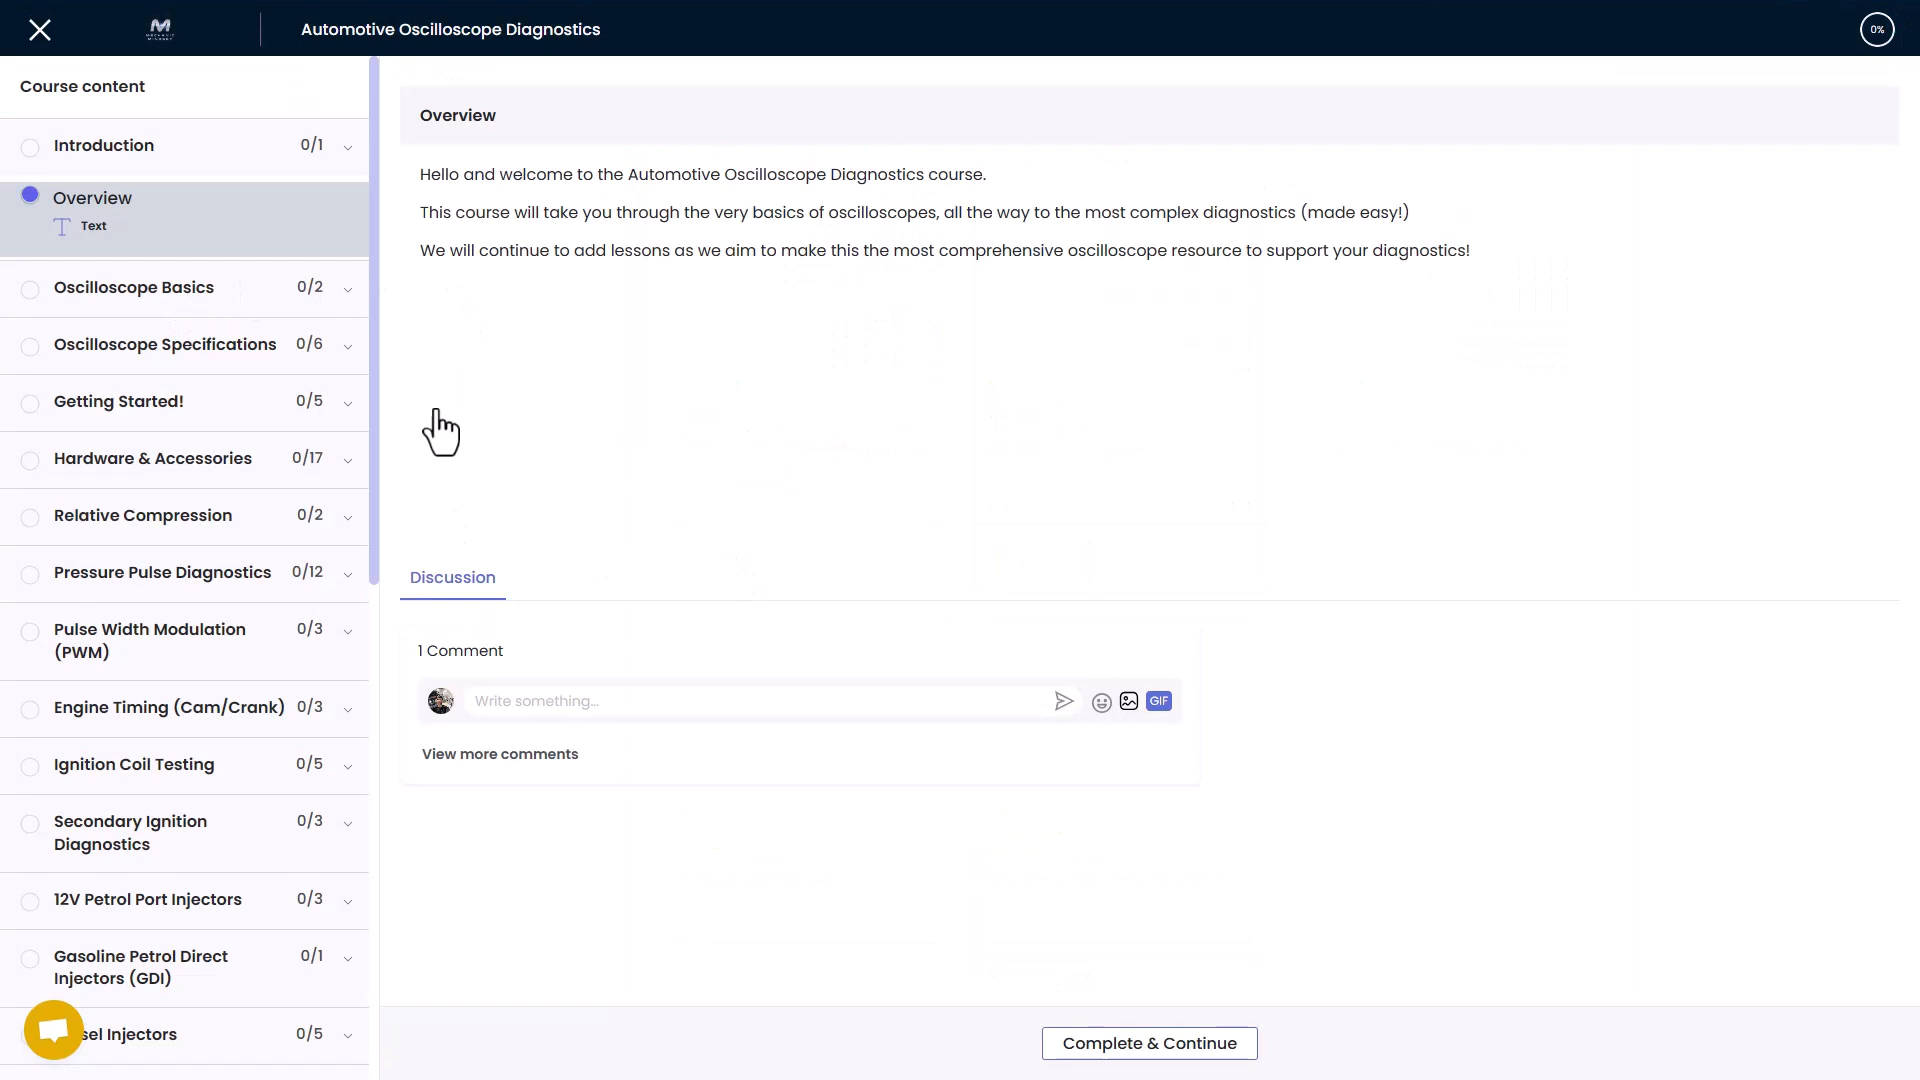 Automotive Oscilloscope Diagnostics
0%
Course content
Introduction 0/1
Overview
Text
Oscilloscope Basics 0/2
Oscilloscope Specifications 0/6
Getting Started! 0/5
Hardware & Accessories 0/17
Relative Compression 0/2
Pressure Pulse Diagnostics 0/12
Pulse Width Modulation 0/3
(PWM)
Engine Timing (Cam/Crank) 0/3
Ignition Coil Testing 0/5
Secondary Ignition 0/3
Diagnostics
12V Petrol Port Injectors 0/3
Gasoline Petrol Direct 0/1
Injectors (GDI)
sel Injectors 0/5
Overview
Hello and welcome to the Automotive Oscilloscope Diagnostics course.
This course will take you through the very basics of oscilloscopes, all the way to the most complex diagnostics (made easy!)
We will continue to add lessons as we aim to make this the most comprehensive oscilloscope resource to support your diagnostics!
Discussion
1 Comment
Write something...
GIF
View more comments
Complete & Continue